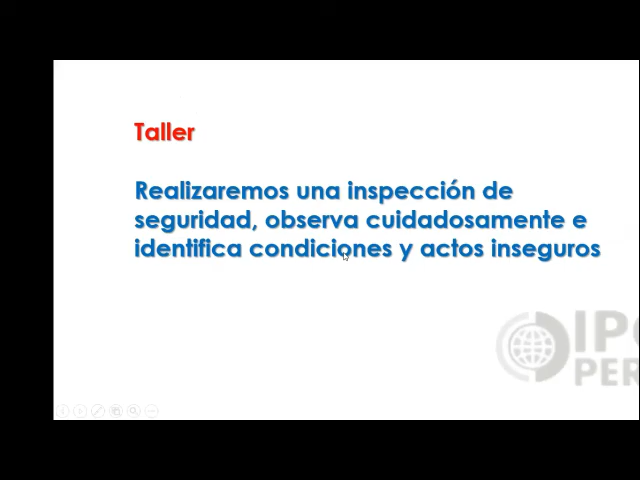 Taller
Realizaremos una inspección de
seguridad, observa cuidadosamente e
identifica condiciones y actos inseguros